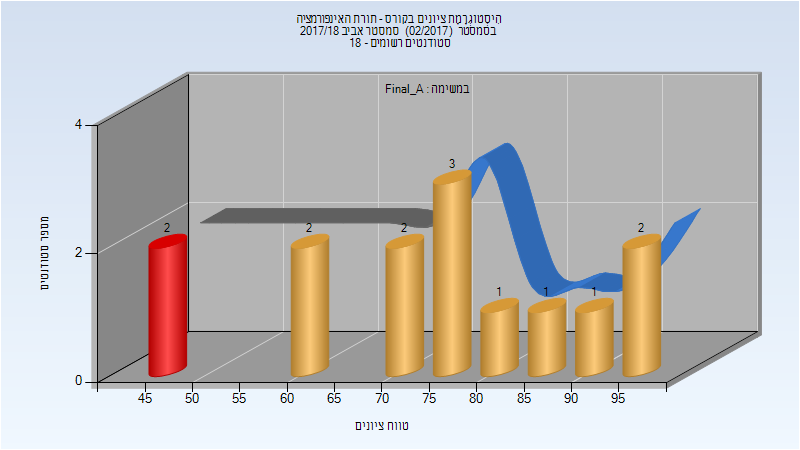 היסטוגרמת ציונים בקורס - תורת האינפורמציה
בסמסטר (02/2017) סמסטר אביב 2017/18
סטודנטים רשומים - 18
במשימה : Final_A
מספר סטודנטים
4
2
0
2
2
2
3
1
1
1
2
45 50 55 60 65 70 75 80 85 90 95
טווח ציונים